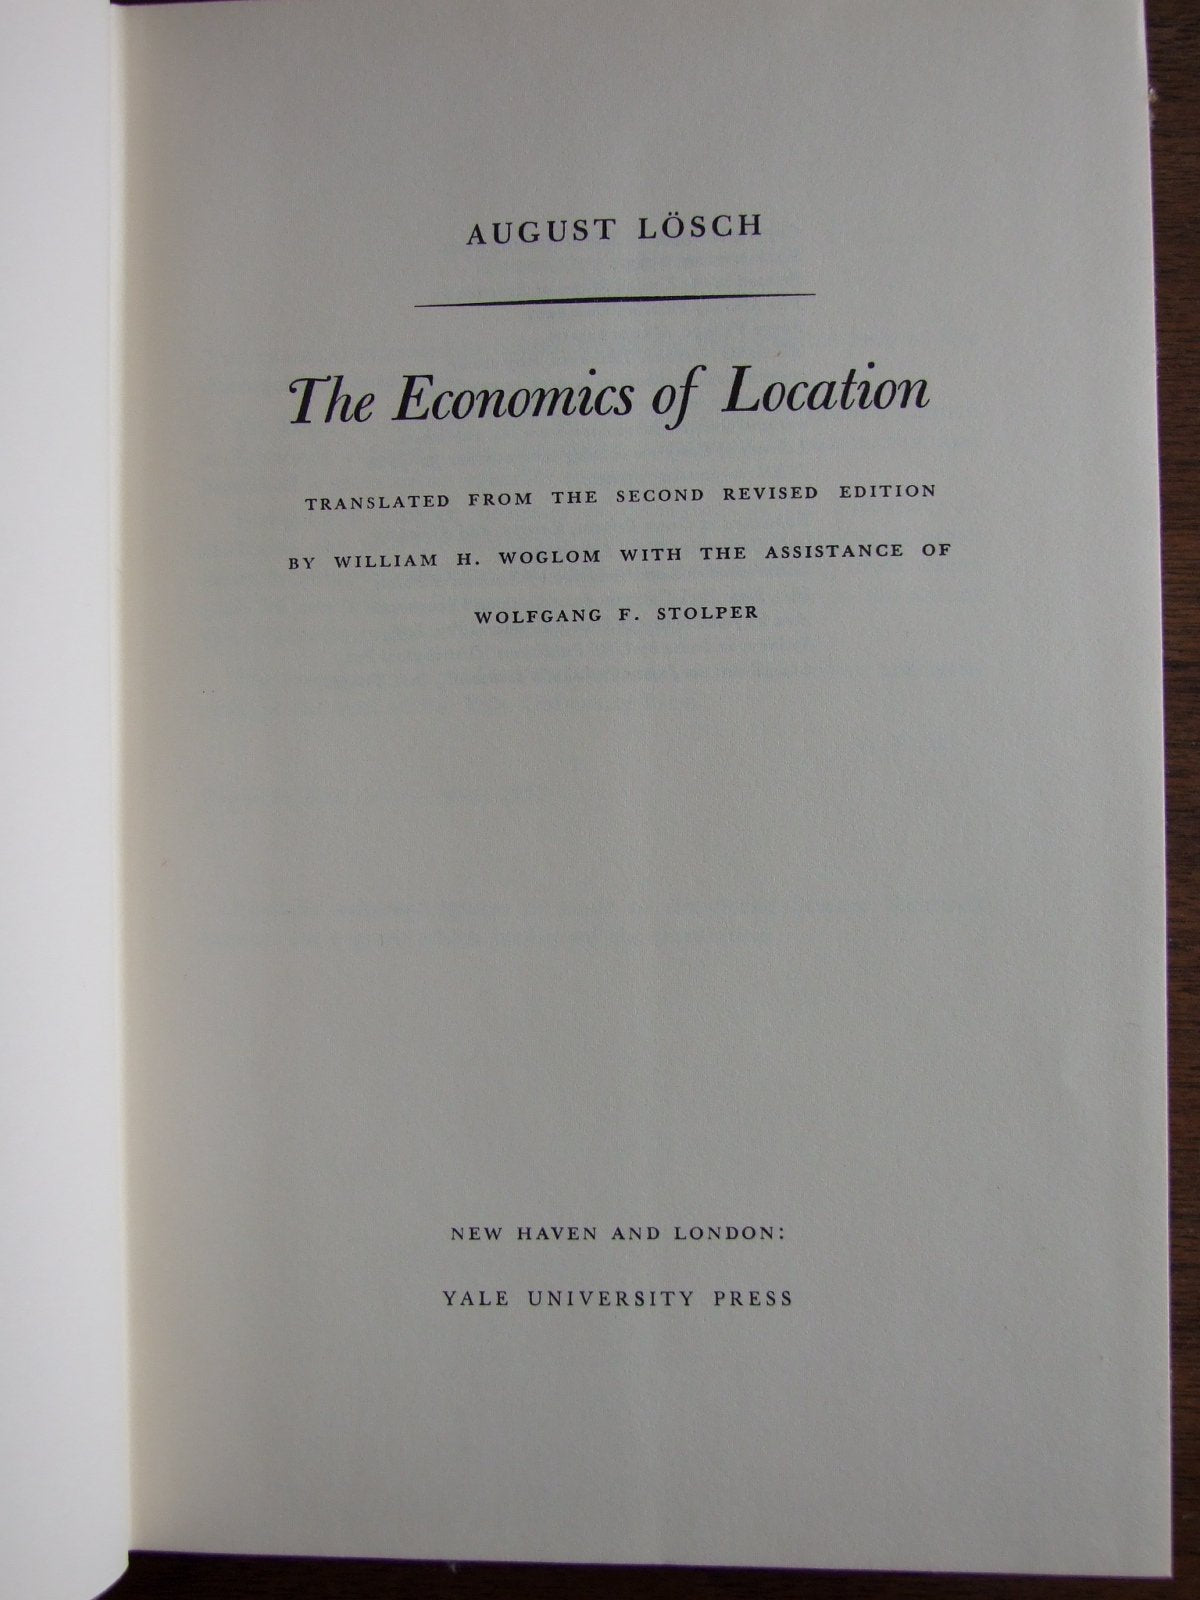 AUGUST LÖSCH
The Economics of Location
TRANSLATED FROM THE SECOND REVISED EDITION
BY WILLIAM H. WOGLOM WITH THE ASSISTANCE OF
WOLFGANG F. STOLPER
NEW HAVEN AND LONDON:
YALE UNIVERSITY PRESS